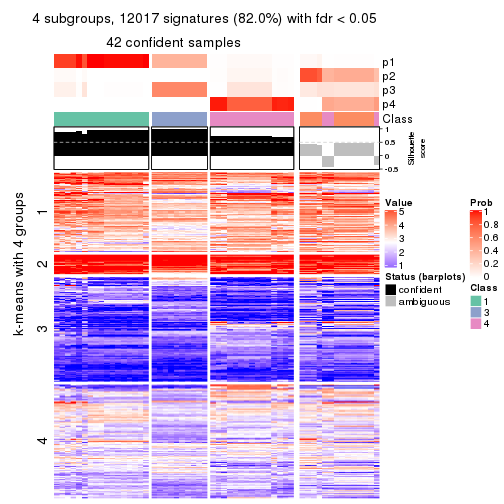 4 subgroups, 12017 signatures (82.0%) with fdr < 0.05
42 confident samples
p1
p2
p3
p4
Class
1
0.5
0
-0.5
Silhouette
score
k-means with 4 groups
1
2
3
4
Value
5
4
3
2
1
Status (barplots)
confident
ambiguous
Prob
1
0.8
0.6
0.4
0.2
0
Class
1
3
4